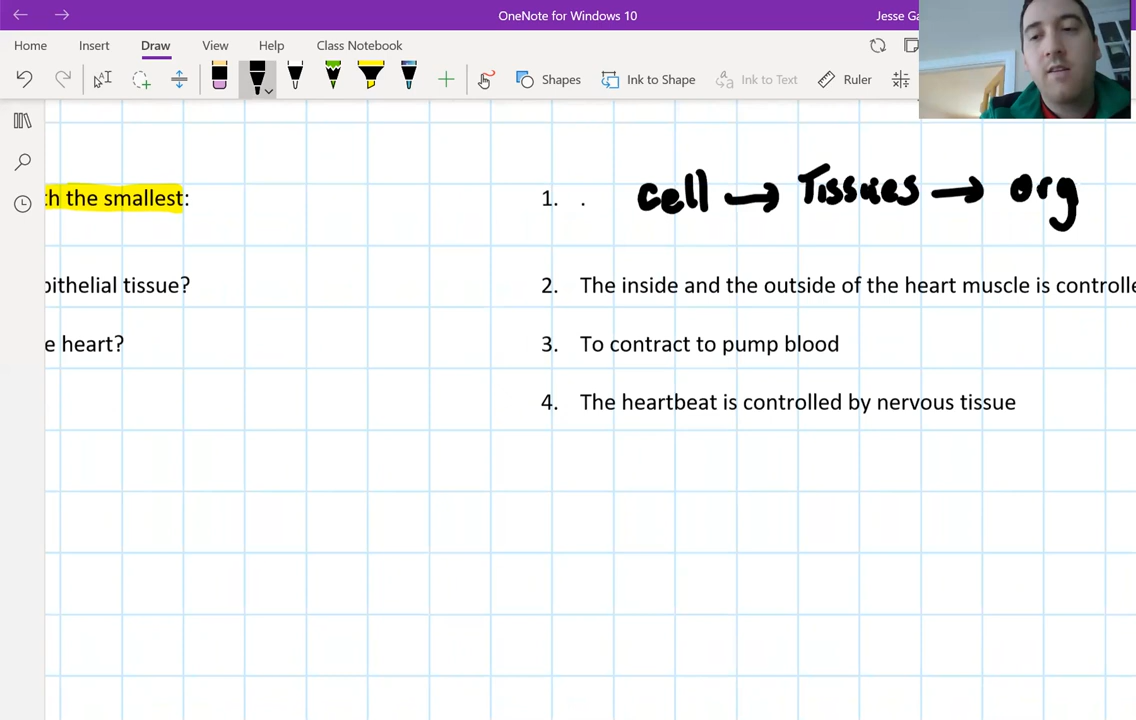 OneNote for Windows 10
Jesse Ga
Home Insert Draw View Help Class Notebook
Shapes Ink to Shape Ink to Text Ruler
th the smallest: 1. . cell → Tissues → org
pithelial tissue? 2. The inside and the outside of the heart muscle is controlle
e heart? 3. To contract to pump blood
4. The heartbeat is controlled by nervous tissue